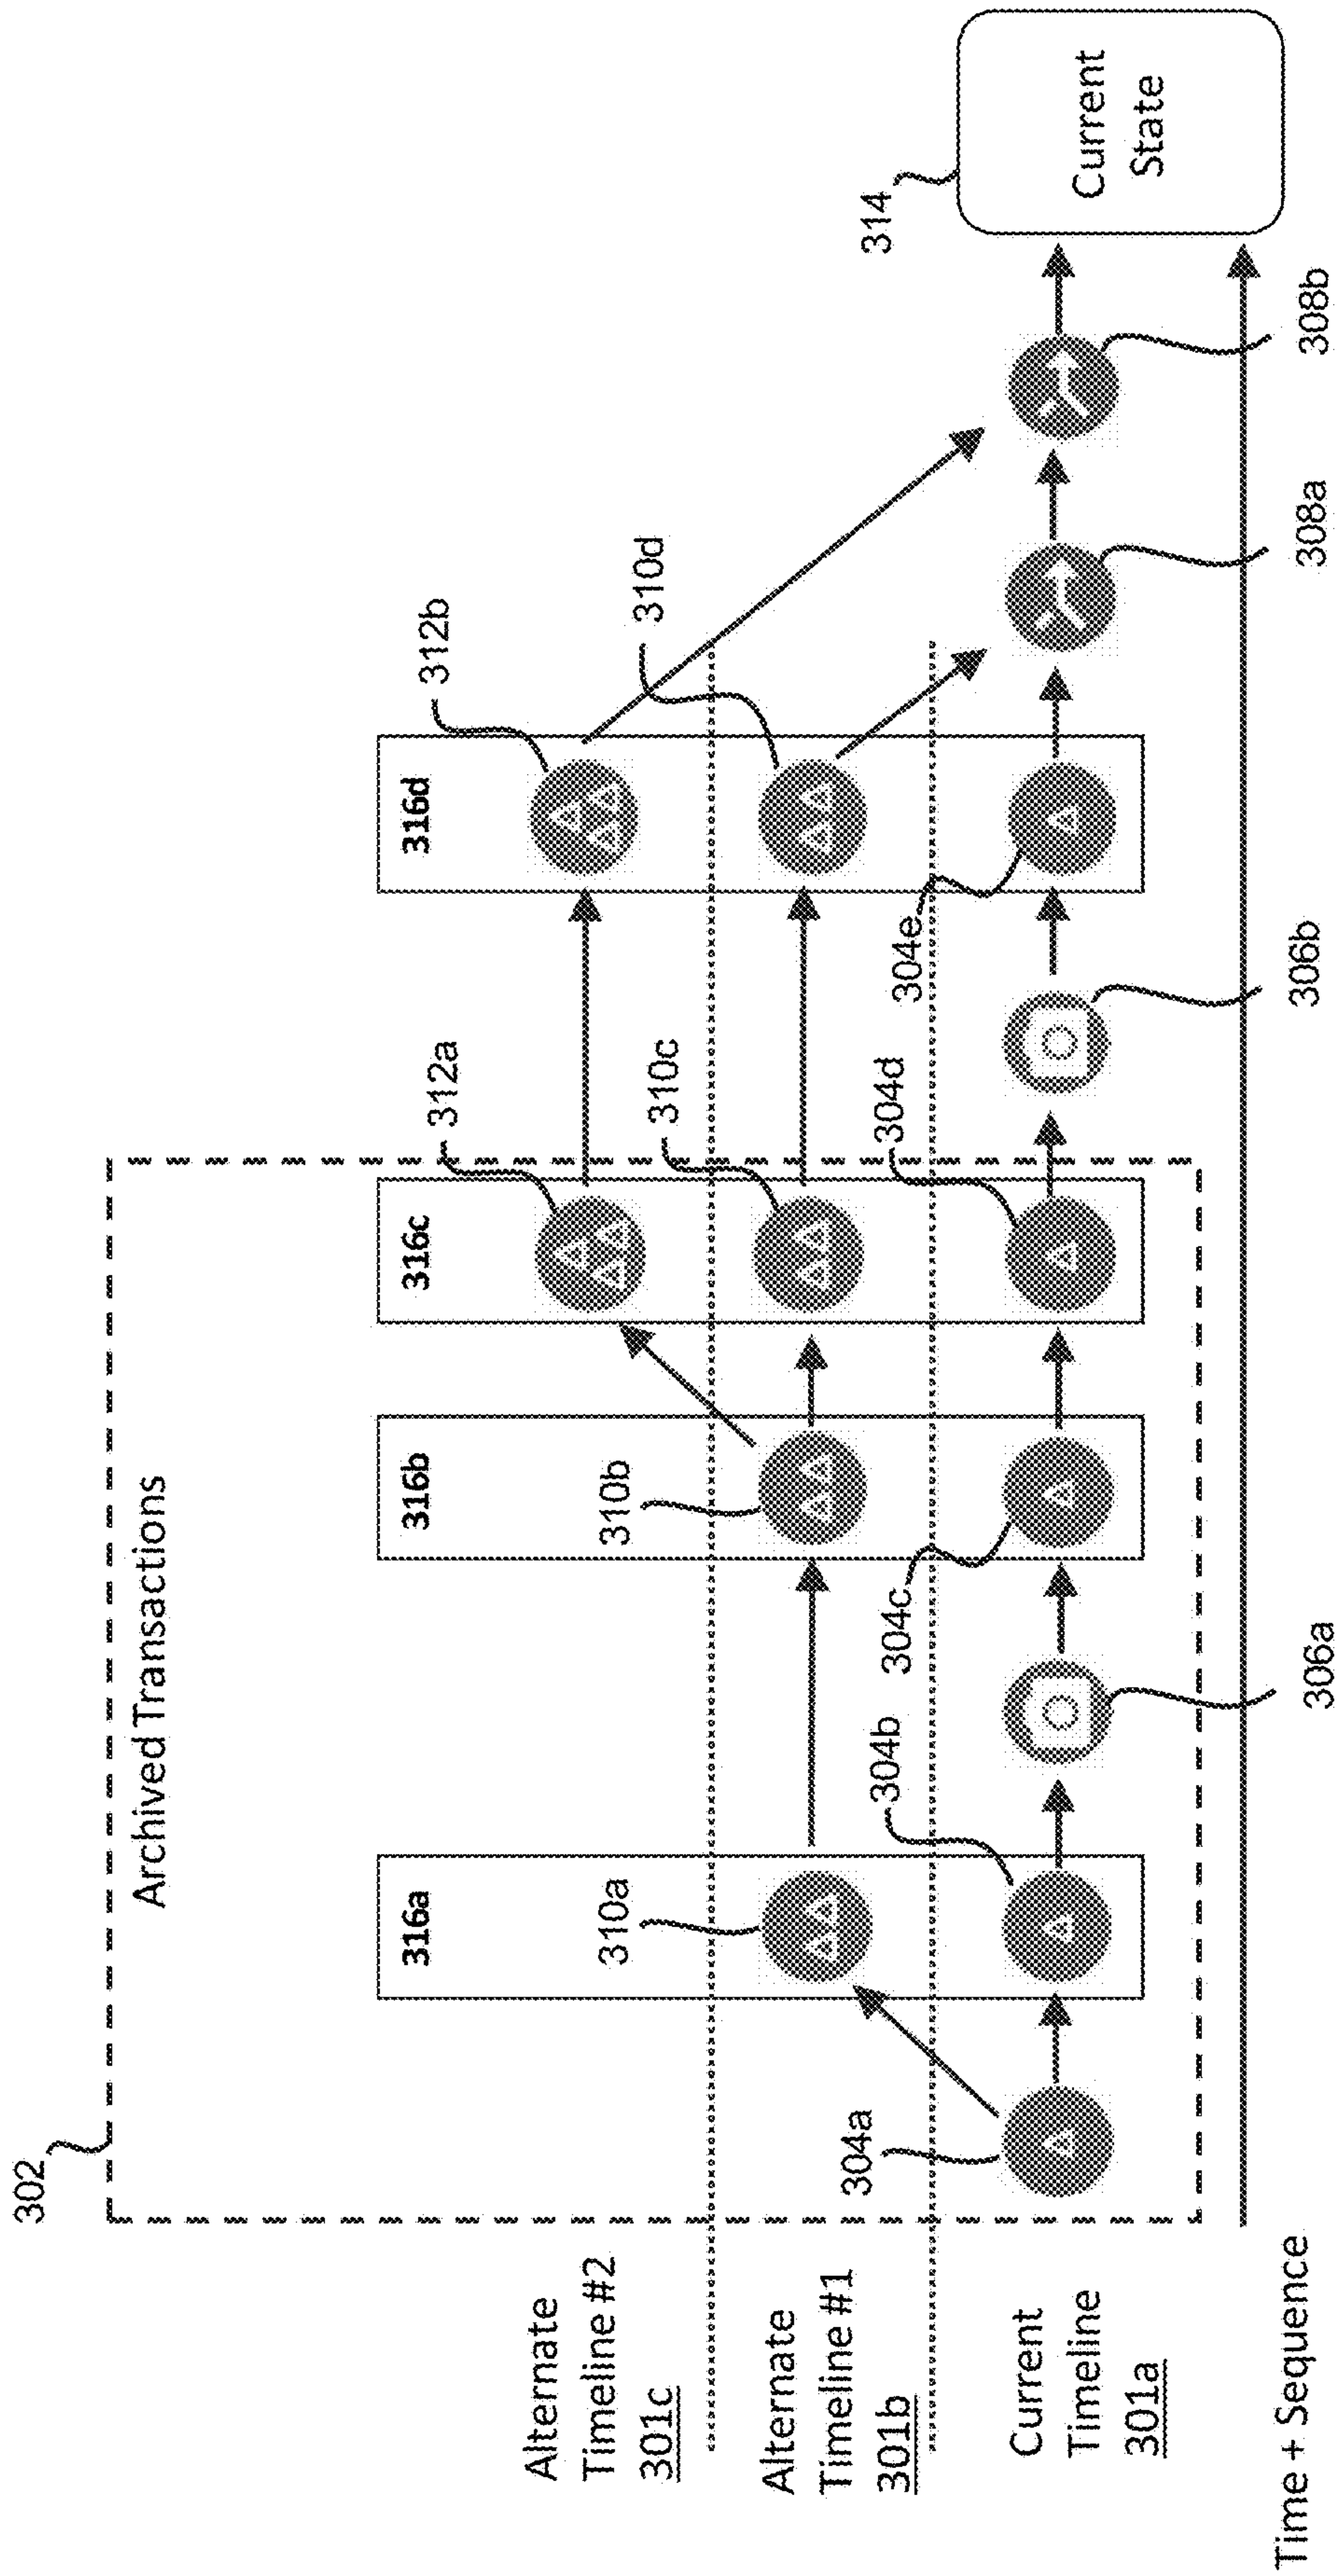 302
Archived Transactions
Alternate
Timeline #2
301c
Alternate
Timeline #1
301b
Current
Timeline
301a
316a
316b
316c
316d
312a
312b
310a
310b
310c
310d
304a
304b
304c
304d
304e
314
Current
State
306a
306b
308a
308b
Time + Sequence